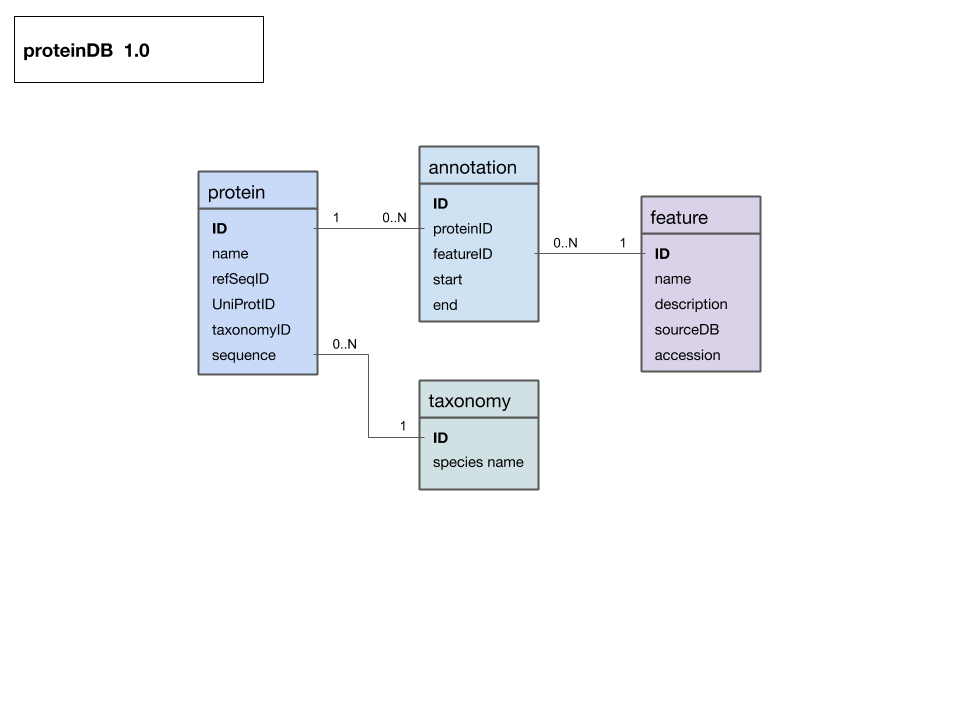 proteinDB  1.0
protein
ID
name
refSeqID
UniProtID
taxonomyID
sequence
1
0..N
annotation
ID
proteinID
featureID
start
end
0..N
1
feature
ID
name
description
sourceDB
accession
0..N
1
taxonomy
ID
species name